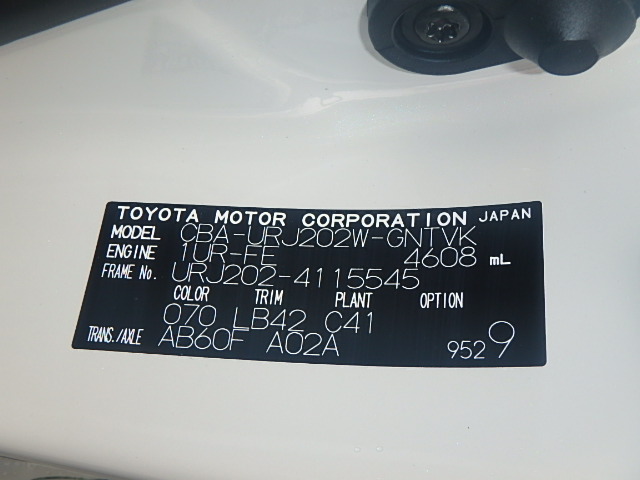 TOYOTA MOTOR CORPORATION JAPAN
MODEL CBA-URJ202W-GNTVK
ENGINE 1UR-FE 4608 mL
FRAME No. URJ202-4115545
COLOR TRIM PLANT OPTION
070 LB42 C41
TRANS./AXLE AB60F A02A
9529